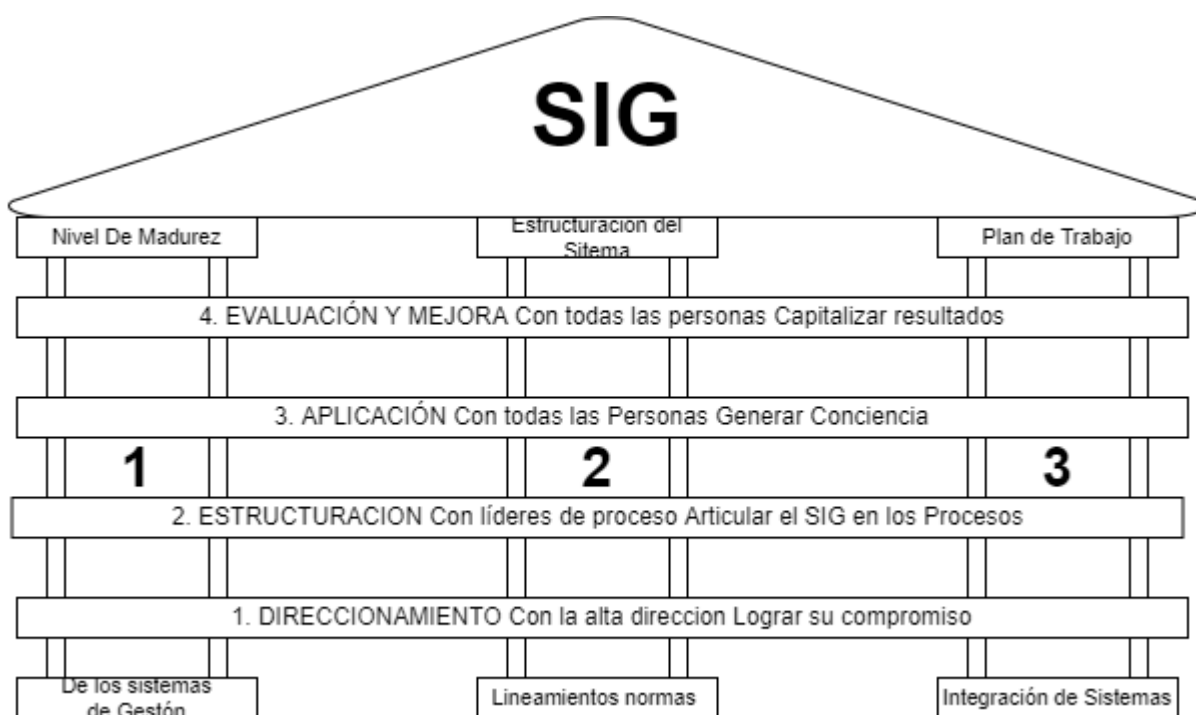 SIG
Nivel De Madurez
Estructuracion del
Sitema
Plan de Trabajo
4. EVALUACIÓN Y MEJORA Con todas las personas Capitalizar resultados
3. APLICACIÓN Con todas las Personas Generar Conciencia
1
2
3
2. ESTRUCTURACION Con líderes de proceso Articular el SIG en los Procesos
1. DIRECCIONAMIENTO Con la alta direccion Lograr su compromiso
De los sistemas
de Gestón
Lineamientos normas
Integración de Sistemas